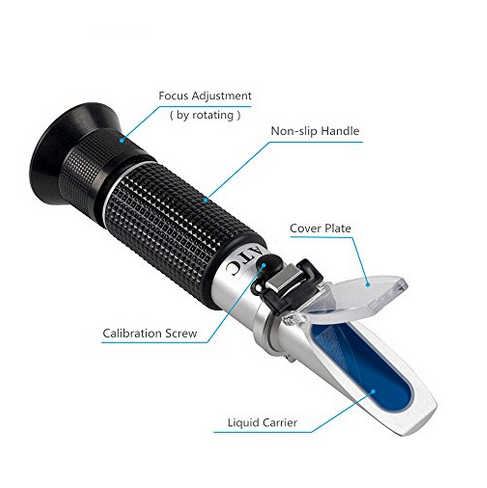 Focus Adjustment
( by rotating )
Non-slip Handle
Cover Plate
ATC
Calibration Screw
Liquid Carrier